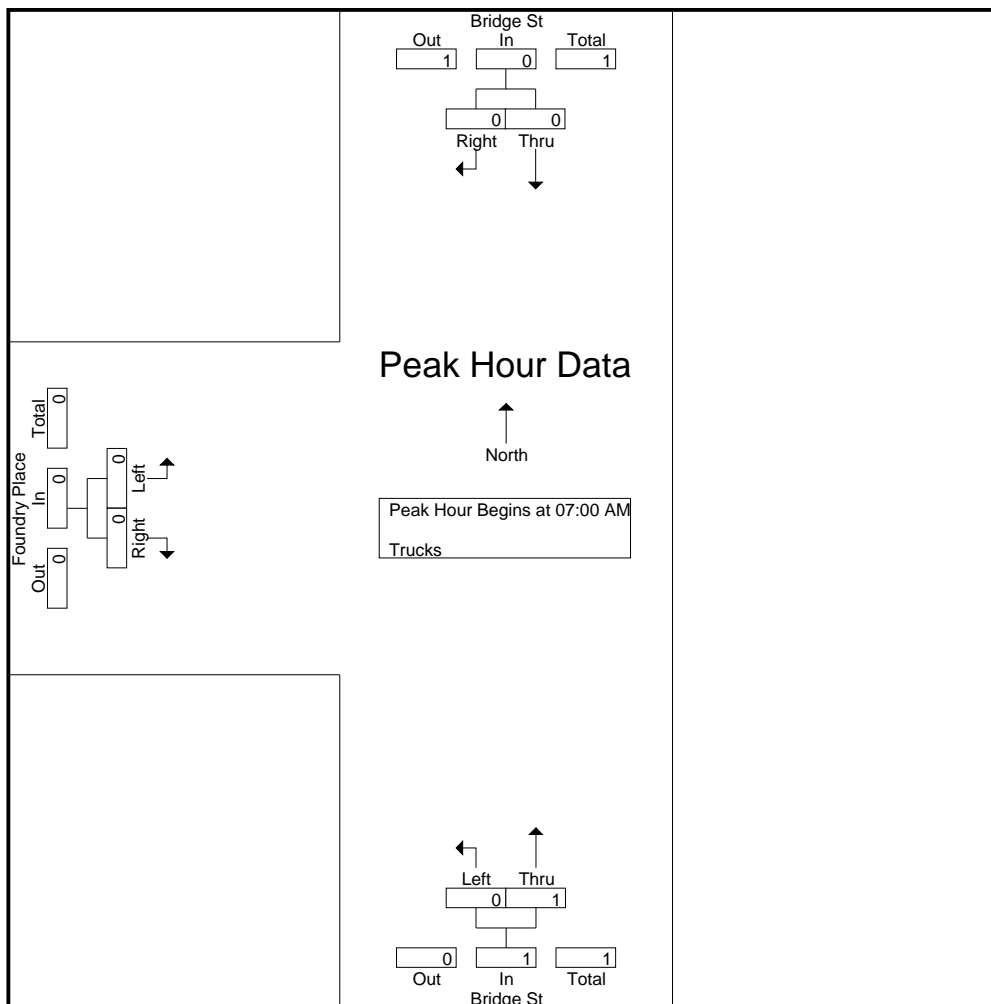 Bridge St
Out In Total
1 0 1
0 0
Right Thru
Peak Hour Data
North
Peak Hour Begins at 07:00 AM
Trucks
Foundry Place
Out In Total
0 0 0
0 0
Right Left
Left Thru
0 1
0 1 1
Out In Total
Bridge St